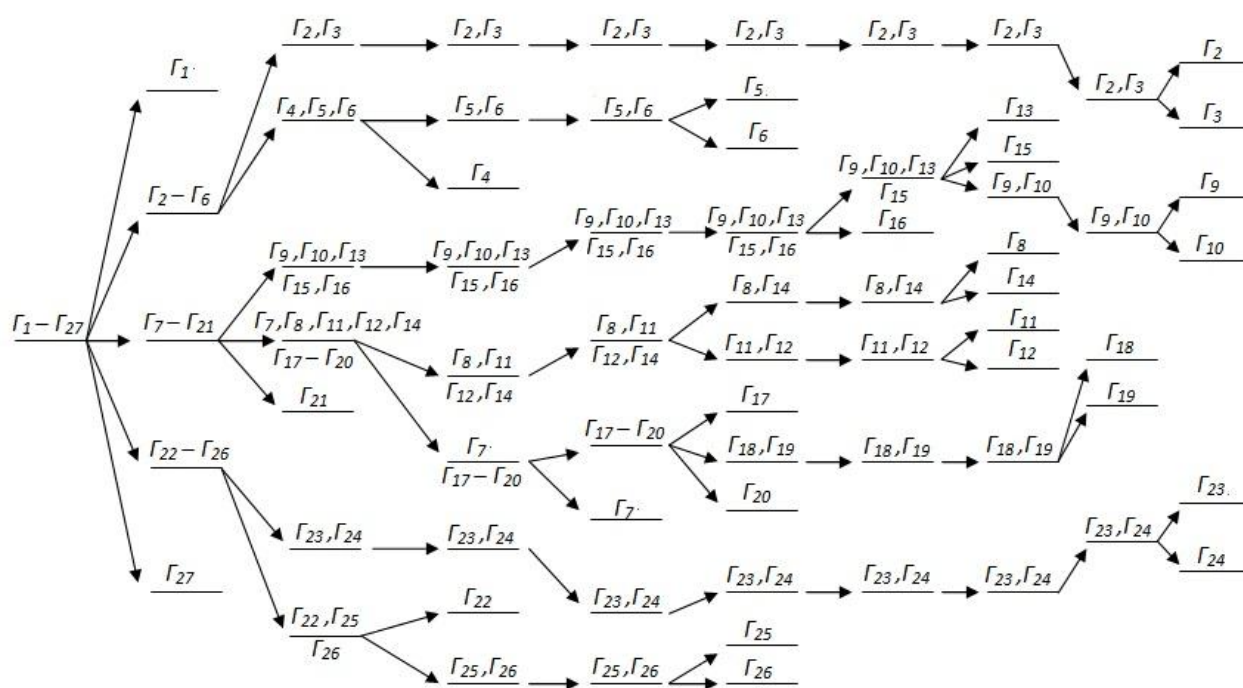 Γ1 – Γ27
Γ1.
Γ2 – Γ6
Γ7 – Γ21
Γ22 – Γ26
Γ27
Γ2 ,Γ3
Γ4 ,Γ5 ,Γ6
Γ9 ,Γ10 ,Γ13
Γ15 ,Γ16
Γ7 ,Γ8 ,Γ11 ,Γ12 ,Γ14
Γ17 – Γ20
Γ21
Γ23 ,Γ24
Γ22 ,Γ25
Γ26
Γ2 ,Γ3
Γ5 ,Γ6
Γ4
Γ9 ,Γ10 ,Γ13
Γ15 ,Γ16
Γ8 ,Γ11
Γ12 ,Γ14
Γ7.
Γ17 – Γ20
Γ23 ,Γ24
Γ22
Γ25 ,Γ26
Γ2 ,Γ3
Γ5 ,Γ6
Γ9 ,Γ10 ,Γ13
Γ15 ,Γ16
Γ8 ,Γ11
Γ12 ,Γ14
Γ17 – Γ20
Γ7.
Γ23 ,Γ24
Γ25 ,Γ26
Γ2 ,Γ3
Γ5.
Γ6
Γ9 ,Γ10 ,Γ13
Γ15 ,Γ16
Γ8 ,Γ14
Γ11 ,Γ12
Γ17
Γ18 ,Γ19
Γ20
Γ23 ,Γ24
Γ25
Γ26
Γ2 ,Γ3
Γ9 ,Γ10 ,Γ13
Γ15
Γ16
Γ8 ,Γ14
Γ11 ,Γ12
Γ18 ,Γ19
Γ23 ,Γ24
Γ2 ,Γ3
Γ13
Γ15
Γ9 ,Γ10
Γ8
Γ14
Γ11
Γ12
Γ18 ,Γ19
Γ23 ,Γ24
Γ2 ,Γ3
Γ9 ,Γ10
Γ18
Γ19
Γ23 ,Γ24
Γ2
Γ3
Γ9
Γ10
Γ23.
Γ24